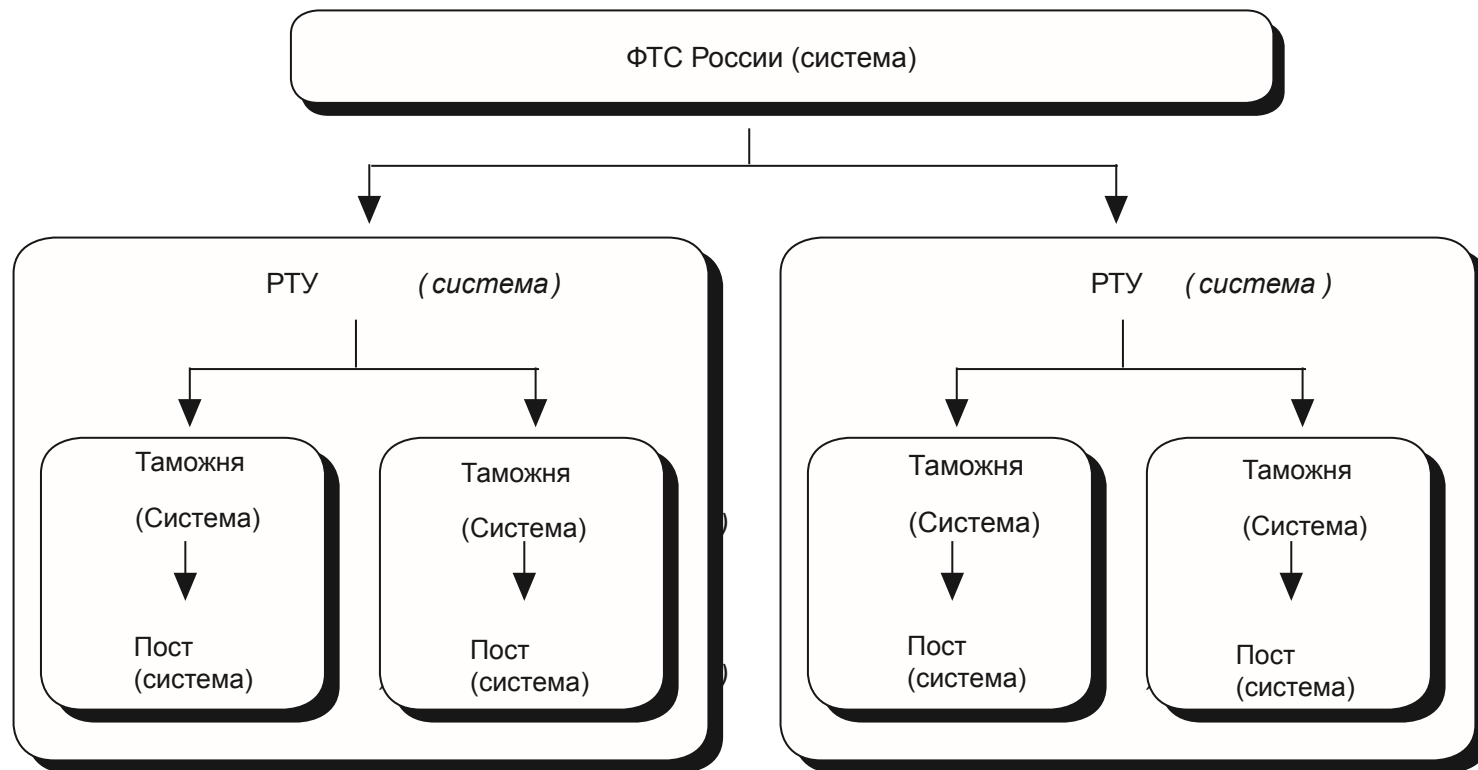 ФТС России (система)
РТУ (система)
РТУ (система )
Таможня
(Система)
Пост
(система)
Таможня
(Система)
Пост
(система)
Таможня
(Система)
Пост
(система)
Таможня
(Система)
Пост
(система)